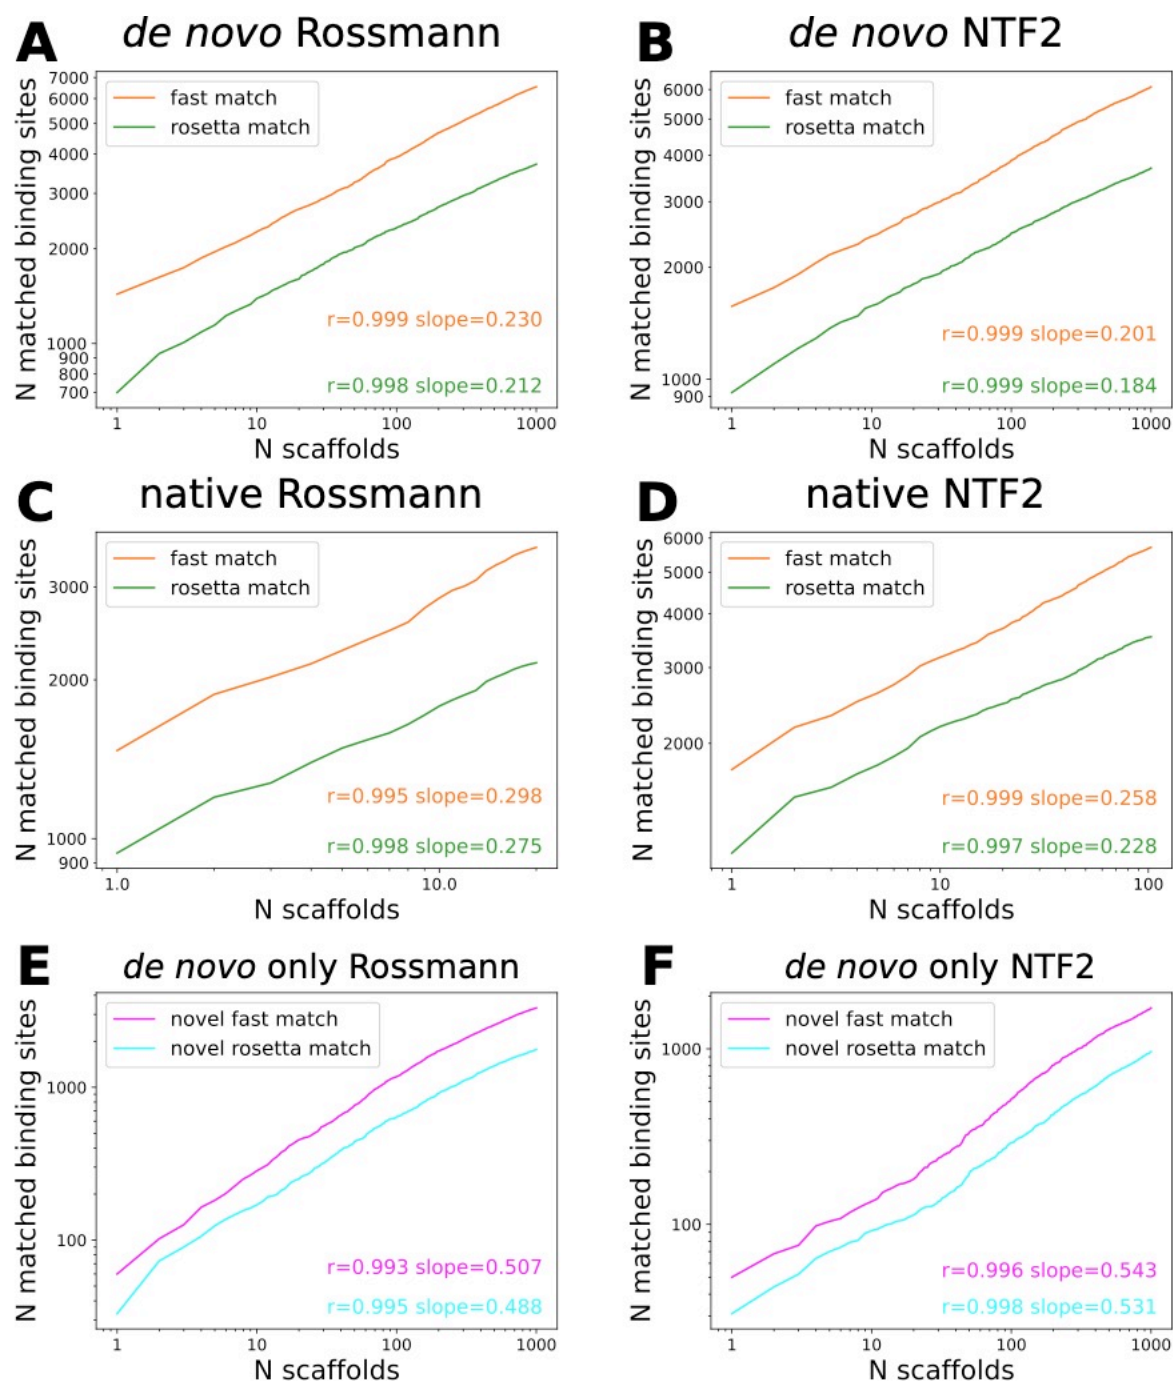 A
de novo Rossmann
N matched binding sites
7000
6000
5000
4000
3000
2000
1000
900
800
700
fast match
rosetta match
r=0.999 slope=0.230
r=0.998 slope=0.212
1
10
100
1000
N scaffolds
B
de novo NTF2
N matched binding sites
6000
5000
4000
3000
2000
1000
900
fast match
rosetta match
r=0.999 slope=0.201
r=0.999 slope=0.184
1
10
100
1000
N scaffolds
C
native Rossmann
N matched binding sites
3000
2000
1000
900
fast match
rosetta match
r=0.995 slope=0.298
r=0.998 slope=0.275
1.0
10.0
N scaffolds
D
native NTF2
N matched binding sites
6000
5000
4000
3000
2000
fast match
rosetta match
r=0.999 slope=0.258
r=0.997 slope=0.228
1
10
100
N scaffolds
E
de novo only Rossmann
N matched binding sites
1000
100
novel fast match
novel rosetta match
r=0.993 slope=0.507
r=0.995 slope=0.488
1
10
100
1000
N scaffolds
F
de novo only NTF2
N matched binding sites
1000
100
novel fast match
novel rosetta match
r=0.996 slope=0.543
r=0.998 slope=0.531
1
10
100
1000
N scaffolds